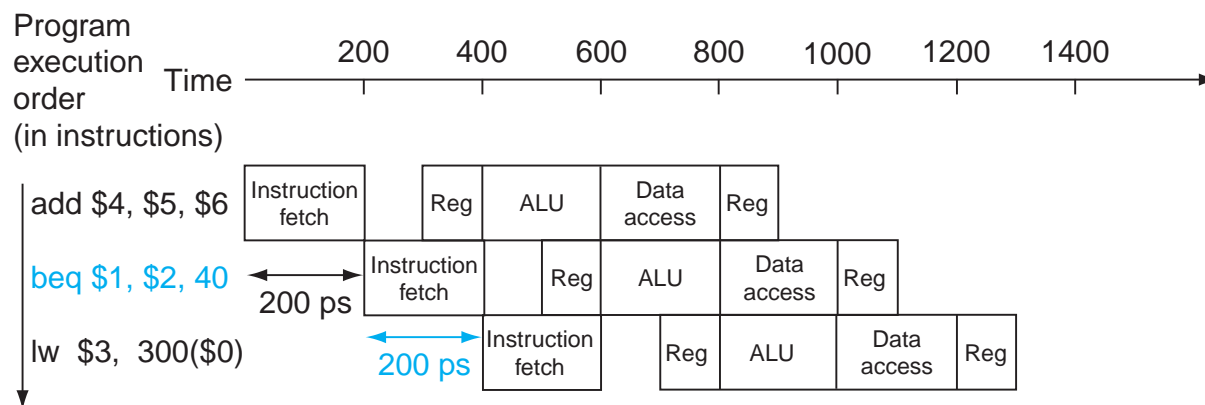 Program
execution
order
(in instructions)
Time
200 400 600 800 1000 1200 1400
add $4, $5, $6
Instruction
fetch
Reg
ALU
Data
access
Reg
beq $1, $2, 40
200 ps
Instruction
fetch
Reg
ALU
Data
access
Reg
lw $3, 300($0)
200 ps
Instruction
fetch
Reg
ALU
Data
access
Reg